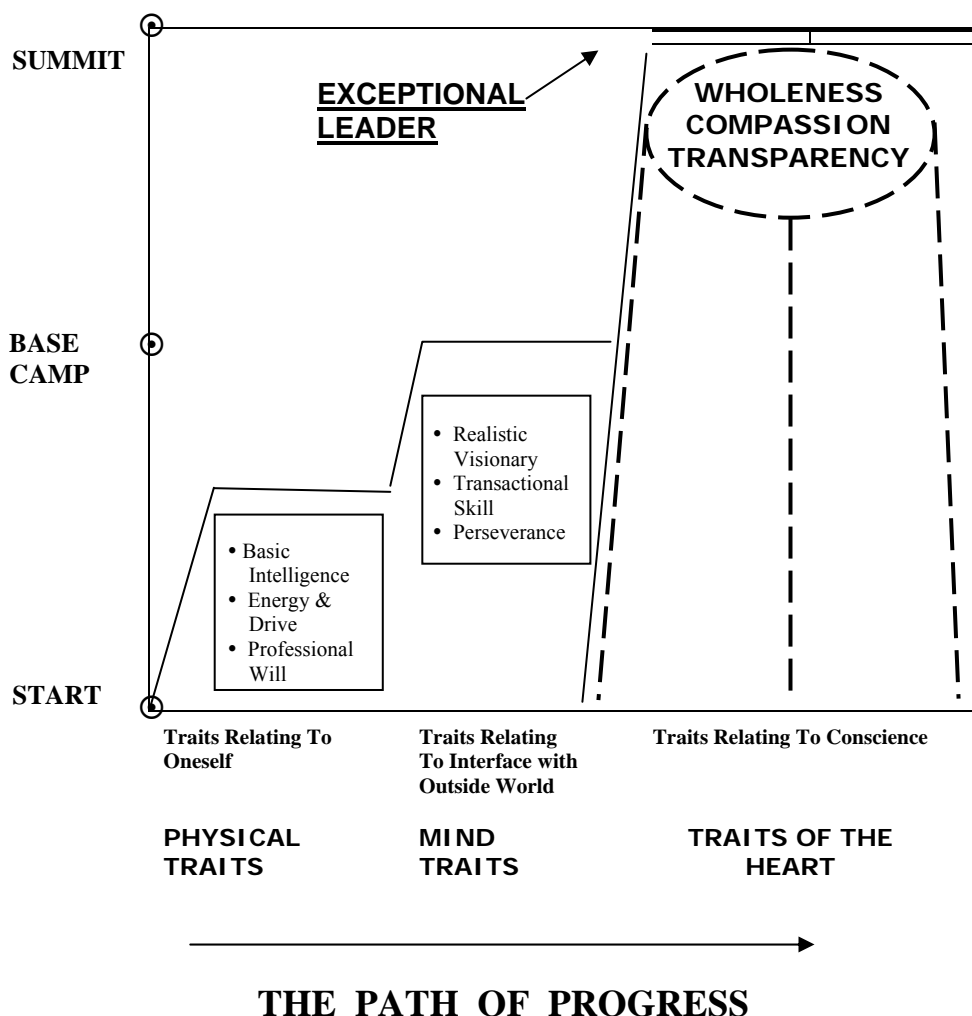 SUMMIT
EXCEPTIONAL
LEADER
WHOLENESS
COMPASSION
TRANSPARENCY
BASE
CAMP
• Realistic
Visionary
• Transactional
Skill
• Perseverance
• Basic
Intelligence
• Energy &
Drive
• Professional
Will
START
Traits Relating To
Oneself
Traits Relating
To Interface with
Outside World
Traits Relating To Conscience
PHYSICAL
TRAITS
MIND
TRAITS
TRAITS OF THE
HEART
THE PATH OF PROGRESS